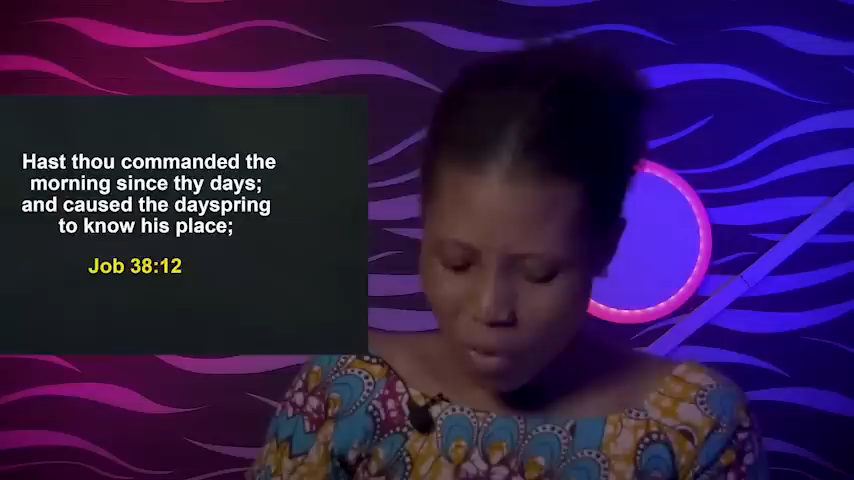 Hast thou commanded the
morning since thy days;
and caused the dayspring
to know his place;
Job 38:12